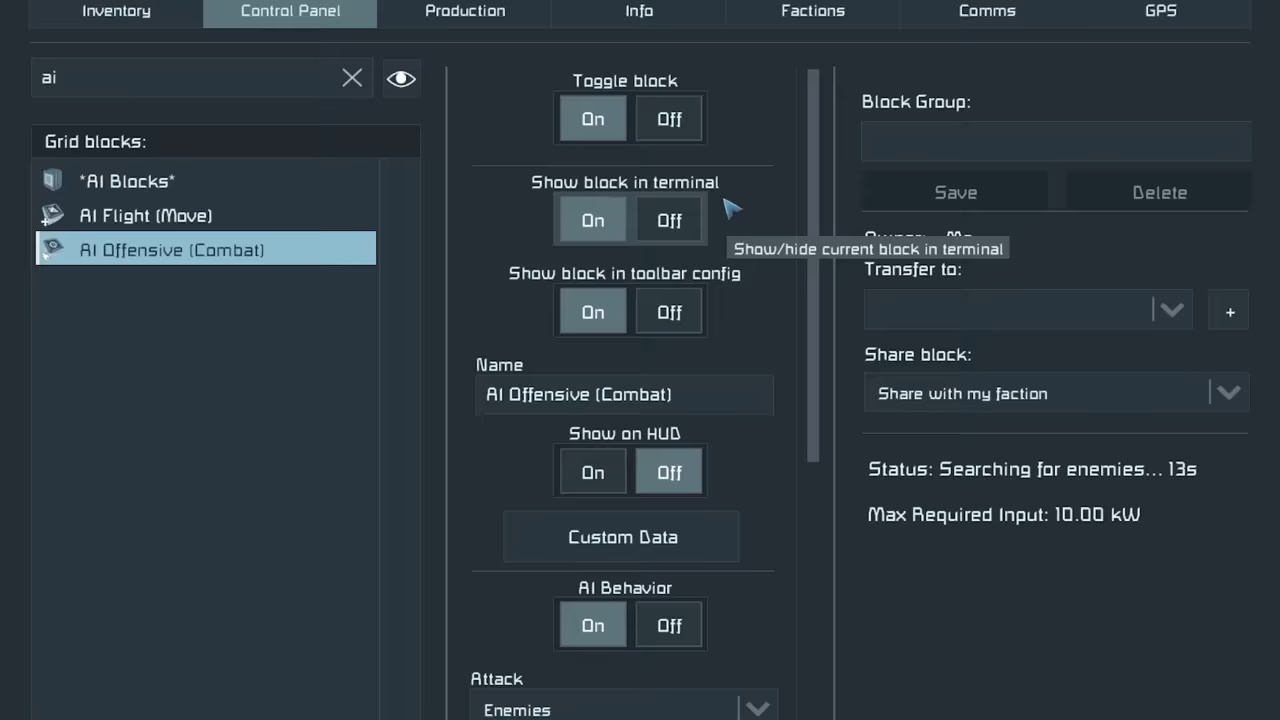 Inventory
Control Panel
Production
Info
Factions
Comms
GPS
ai
Grid blocks:
*AI Blocks*
AI Flight (Move)
AI Offensive (Combat)
Toggle block
On Off
Show block in terminal
On Off
Show/hide current block in terminal
Show block in toolbar config
On Off
Name
AI Offensive (Combat)
Show on HUD
On Off
Custom Data
AI Behavior
On Off
Attack
Enemies
Block Group:
Save Delete
Owner: Me
Transfer to:
+
Share block:
Share with my faction
Status: Searching for enemies... 13s
Max Required Input: 10.00 kW